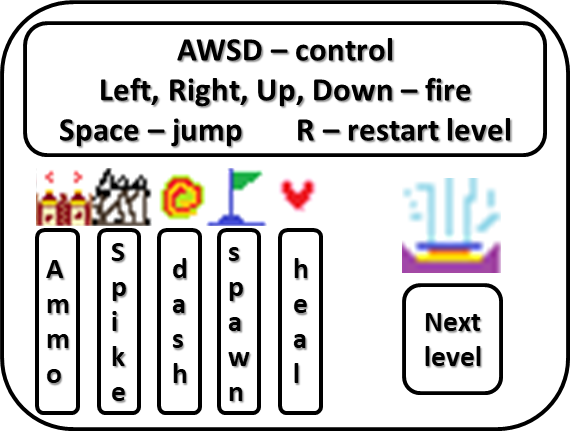 AWSD – control
Left, Right, Up, Down – fire
Space – jump R – restart level
Ammo
Spike
dash
spawn
heal
Next
level